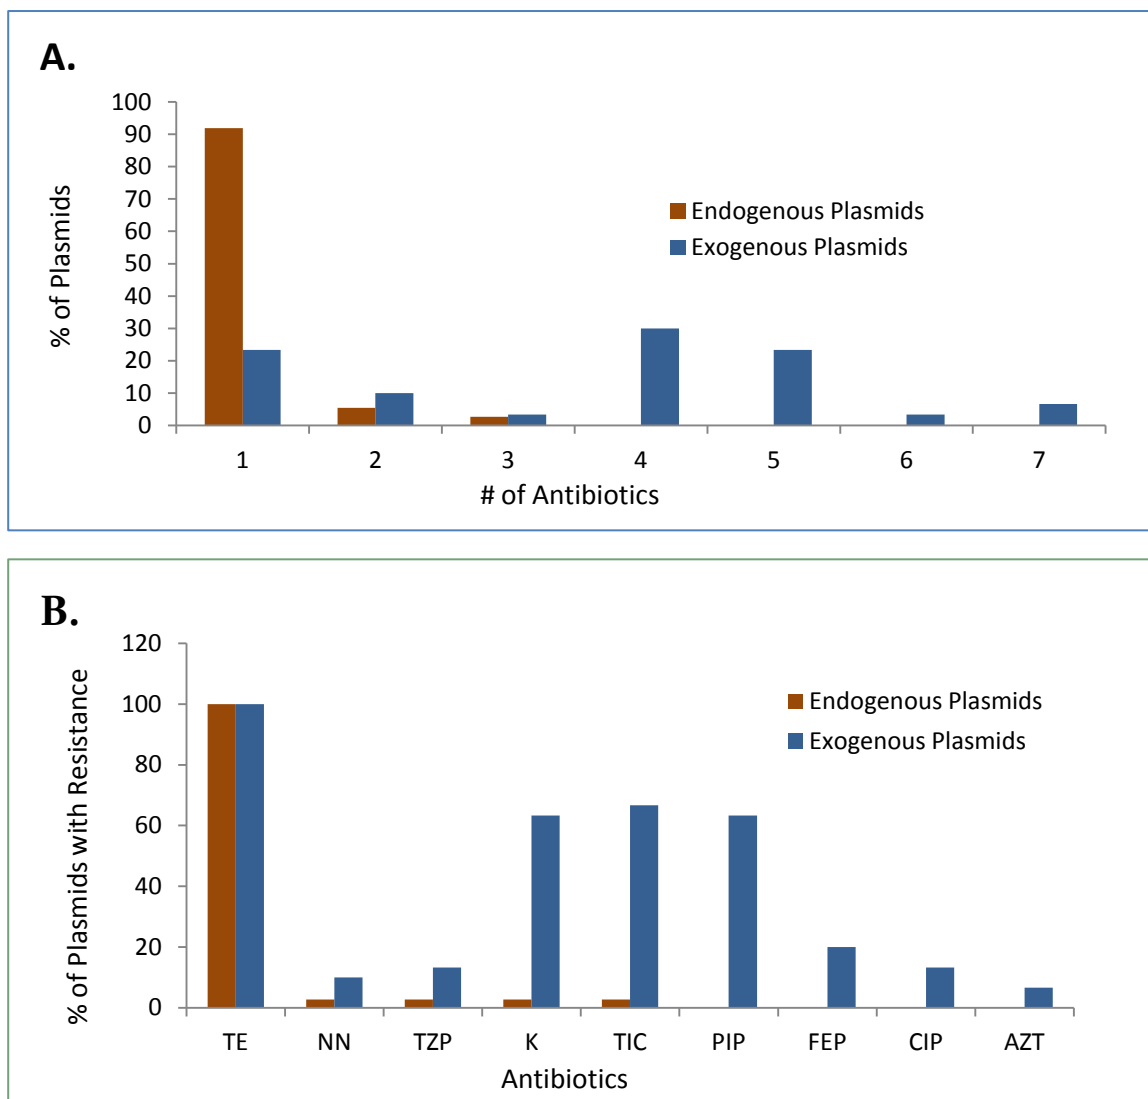 A.
% of Plasmids
100
90
80
70
60
50
40
30
20
10
0
Endogenous Plasmids
Exogenous Plasmids
1 2 3 4 5 6 7
# of Antibiotics
B.
% of Plasmids with Resistance
120
100
80
60
40
20
0
Endogenous Plasmids
Exogenous Plasmids
TE NN TZP K TIC PIP FEP CIP AZT
Antibiotics